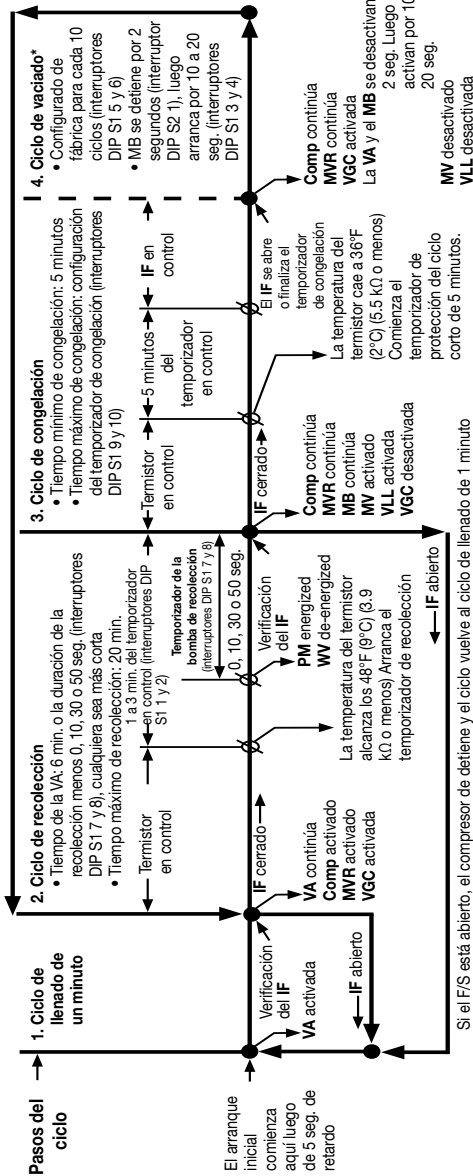 Pasos del
ciclo
1. Ciclo de
llenado de
un minuto
2. Ciclo de recolección
• Tiempo de la VA: 6 min. o la duración de la
recolección menos 0, 10, 30 o 50 seg. (interruptores
DIP S1 7 y 8), cualquiera sea más corta
• Tiempo máximo de recolección: 20 min.
3. Ciclo de congelación
• Tiempo mínimo de congelación: 5 minutos
• Tiempo máximo de congelación: configuración
del temporizador de congelación (interruptores
DIP S1 9 y 10)
4. Ciclo de vaciado*
• Configurado de
fábrica para cada 10
ciclos (interruptores
DIP S1 5 y 6)
• MB se detiene por 2
segundos (interruptor
DIP S2 1), luego
arranca por 10 a 20
seg. (interruptores
DIP S1 3 y 4)
Termistor
en control
1 a 3 min. del temporizador
en control (interruptores DIP
S1 1 y 2)
Temporizador de la
bomba de recolección
(interruptores DIP S1 7 y 8)
0, 10, 30 o 50 seg.
Termistor
en control
5 minutos
del
temporizador
en control
IF en
control
El arranque
inicial
comienza
aquí luego
de 5 seg. de
retardo
VA activada
Verificación
del IF
IF abierto
VA continúa
Comp activado
MVR activado
VGC activada
IF cerrado
La temperatura del termistor
alcanza los 48°F (9°C) (3.9
kΩ o menos) Arranca el
temporizador de recolección
PM energized
WV de-energized
Verificación
del IF
IF abierto
Comp continúa
MVR continúa
MB continúa
MV activado
VLL activada
VGC desactivada
IF cerrado
La temperatura del
termistor cae a 36°F
(2°C) (5.5 kΩ o menos)
Comienza el
temporizador de
protección del ciclo
corto de 5 minutos.
El IF se abre
o finaliza el
temporizador
de congelación
Comp continúa
MVR continúa
VGC activada
La VA y el MB se desactivan
2 seg. Luego
activan por 10
20 seg.
MV desactivado
VLL desactivada
Si el F/S está abierto, el compresor de detiene y el ciclo vuelve al ciclo de llenado de 1 minuto